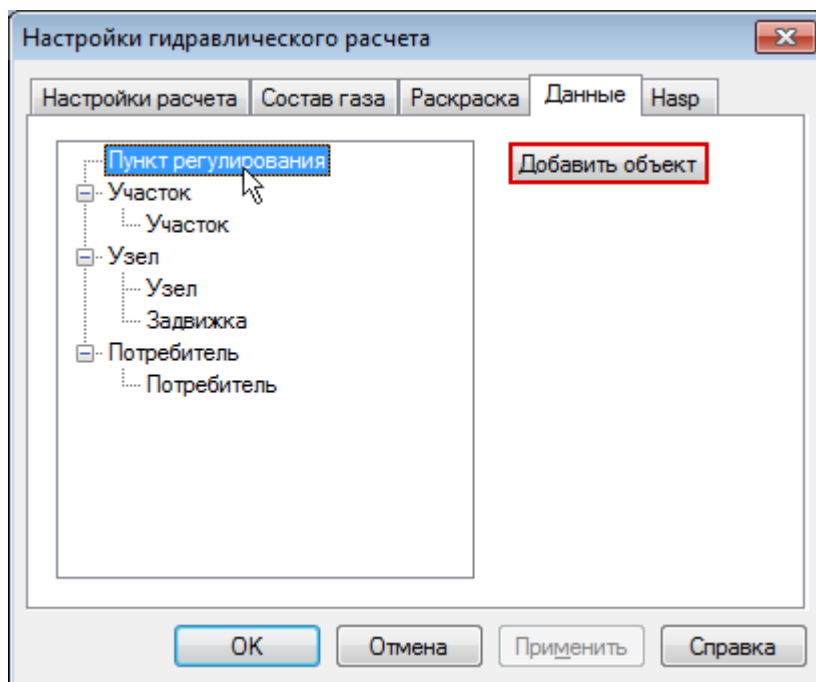 Настройки гидравлического расчета
Настройки расчета Состав газа Раскраска Данные Hasp
Пункт регулирования
Добавить объект
Участок
Участок
Узел
Узел
Задвижка
Потребитель
Потребитель
OK Отмена Применить Справка